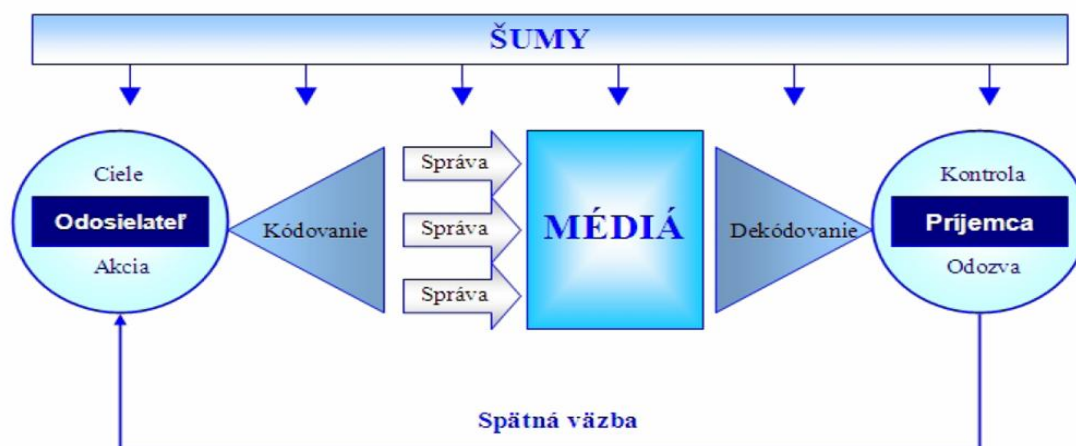 ŠUMY
Ciele
Odosielateľ
Akcia
Kódovanie
Správa
Správa
Správa
MÉDIÁ
Dekódovanie
Kontrola
Príjemca
Odozva
Spätná väzba